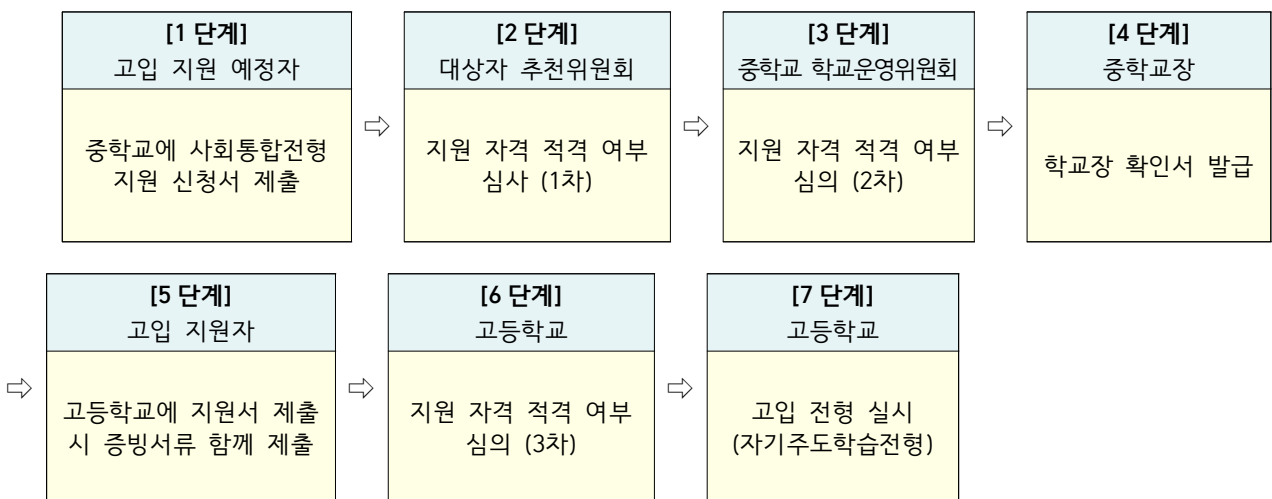 [1 단계]
고입 지원 예정자
중학교에 사회통합전형
지원 신청서 제출
⇨
[2 단계]
대상자 추천위원회
지원 자격 적격 여부
심사 (1차)
⇨
[3 단계]
중학교 학교운영위원회
지원 자격 적격 여부
심의 (2차)
⇨
[4 단계]
중학교장
학교장 확인서 발급
⇨
[5 단계]
고입 지원자
고등학교에 지원서 제출
시 증빙서류 함께 제출
⇨
[6 단계]
고등학교
지원 자격 적격 여부
심의 (3차)
⇨
[7 단계]
고등학교
고입 전형 실시
(자기주도학습전형)